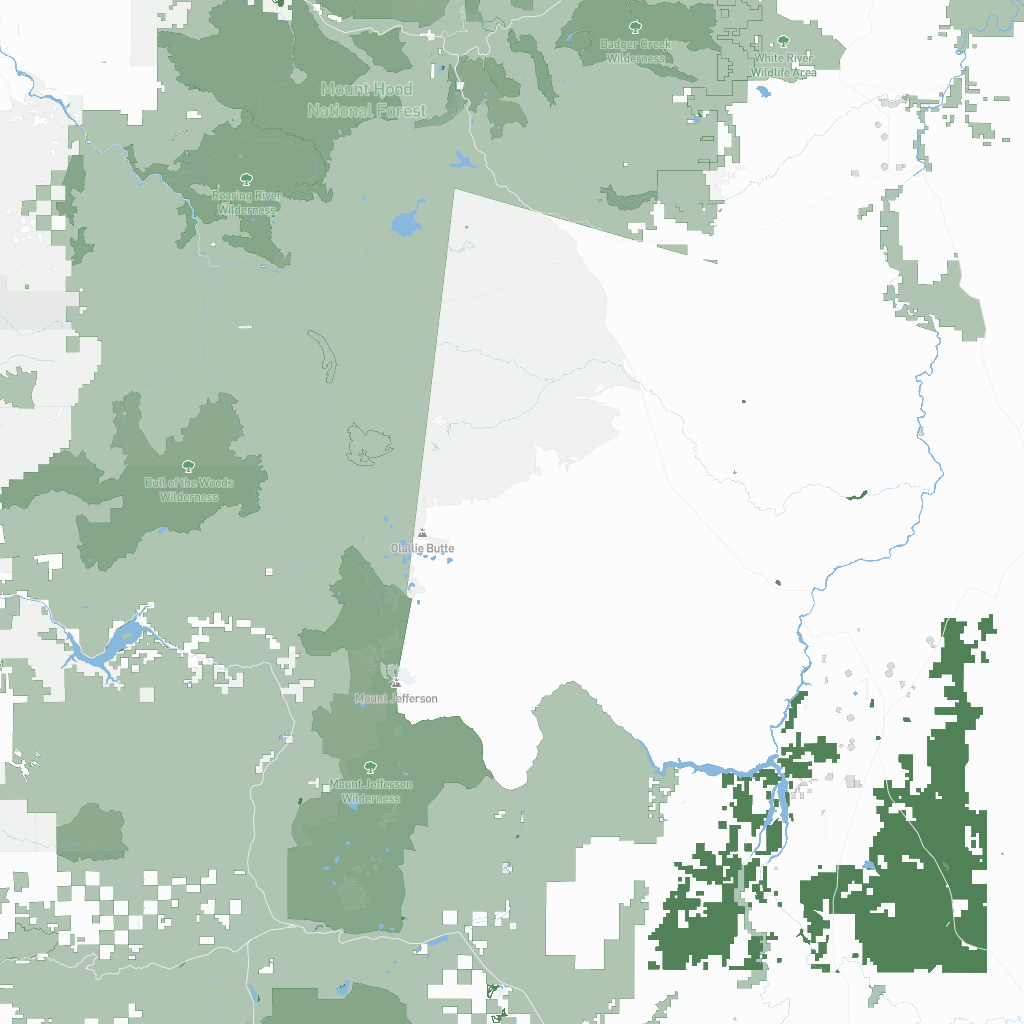 Badger Creek
Wilderness
White River
Wildlife Area
Mount Hood
National Forest
Roaring River
Wilderness
Bull of the Woods
Wilderness
Olallie Butte
Mount Jefferson
Mount Jefferson
Wilderness